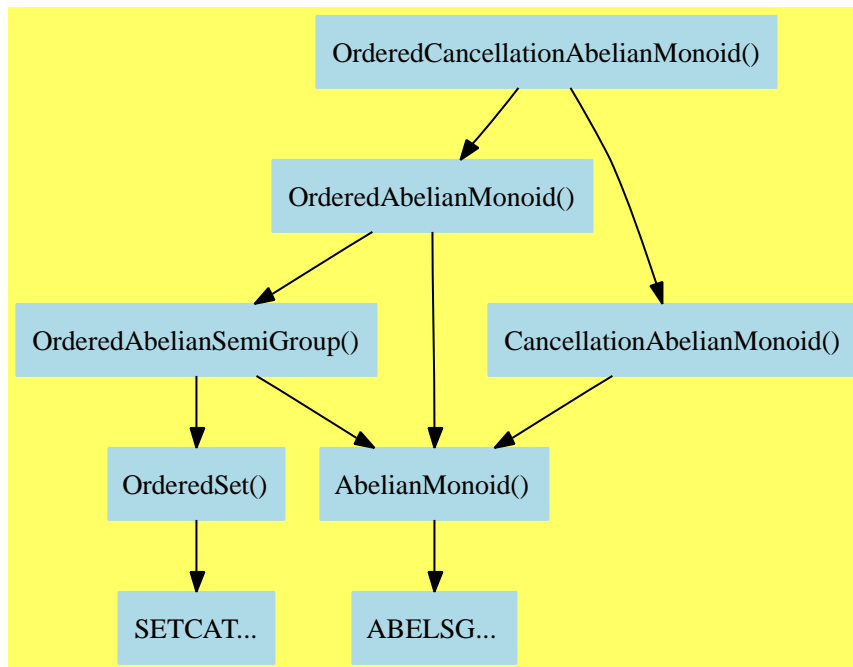 OrderedCancellationAbelianMonoid()
OrderedAbelianMonoid()
OrderedAbelianSemiGroup()
CancellationAbelianMonoid()
OrderedSet()
AbelianMonoid()
SETCAT...
ABELSG...